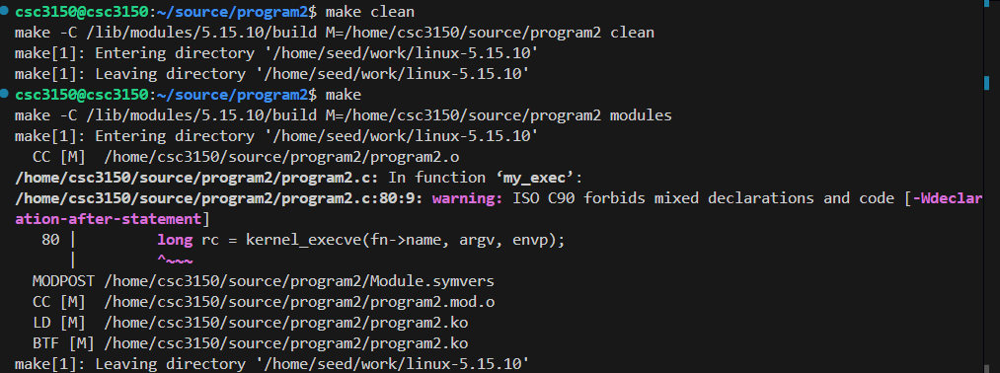 csc3150@csc3150:~/source/program2$ make clean
make -C /lib/modules/5.15.10/build M=/home/csc3150/source/program2 clean
make[1]: Entering directory '/home/seed/work/linux-5.15.10'
make[1]: Leaving directory '/home/seed/work/linux-5.15.10'
csc3150@csc3150:~/source/program2$ make
make -C /lib/modules/5.15.10/build M=/home/csc3150/source/program2 modules
make[1]: Entering directory '/home/seed/work/linux-5.15.10'
  CC [M]  /home/csc3150/source/program2/program2.o
/home/csc3150/source/program2/program2.c: In function ‘my_exec’:
/home/csc3150/source/program2/program2.c:80:9: warning: ISO C90 forbids mixed declarations and code [-Wdeclar
ation-after-statement]
   80 |         long rc = kernel_execve(fn->name, argv, envp);
      |         ^~~~
  MODPOST /home/csc3150/source/program2/Module.symvers
  CC [M]  /home/csc3150/source/program2/program2.mod.o
  LD [M]  /home/csc3150/source/program2/program2.ko
  BTF [M] /home/csc3150/source/program2/program2.ko
make[1]: Leaving directory '/home/seed/work/linux-5.15.10'